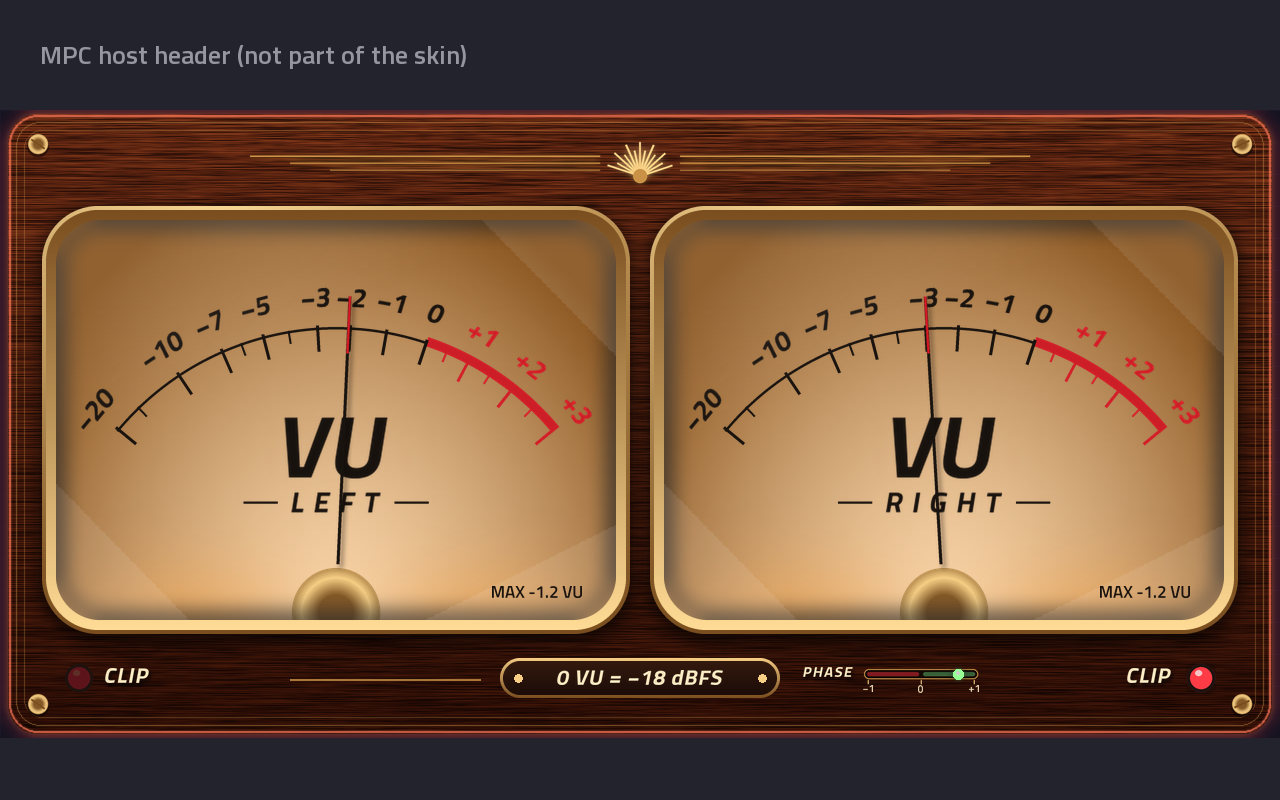 MPC host header (not part of the skin)
−20 −10 −7 −5 −3 −2 −1 0 +1 +2 +3
VU
LEFT
MAX -1.2 VU
−20 −10 −7 −5 −3 −2 −1 0 +1 +2 +3
VU
RIGHT
MAX -1.2 VU
CLIP
0 VU = −18 dBFS
PHASE
−1 0 +1
CLIP